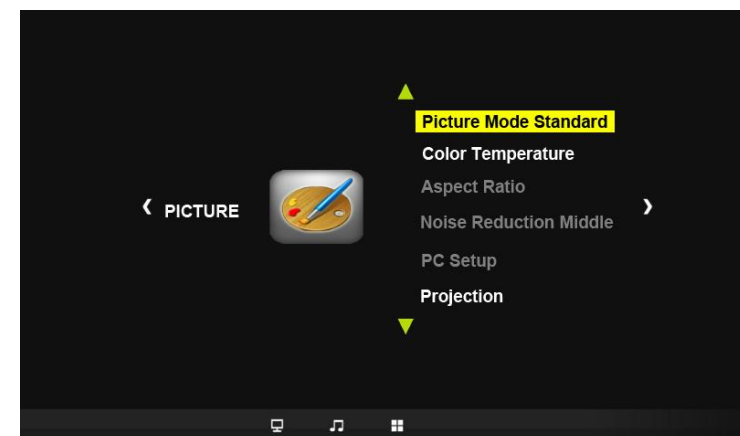 Picture Mode Standard
Color Temperature
Aspect Ratio
PICTURE
Noise Reduction Middle
PC Setup
Projection